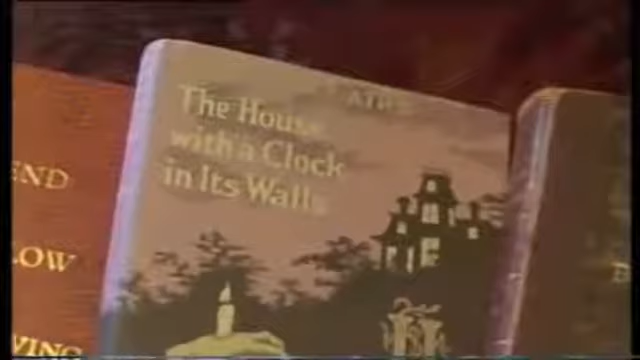 END
LOW
VING
The House
with a Clock
in Its Walls